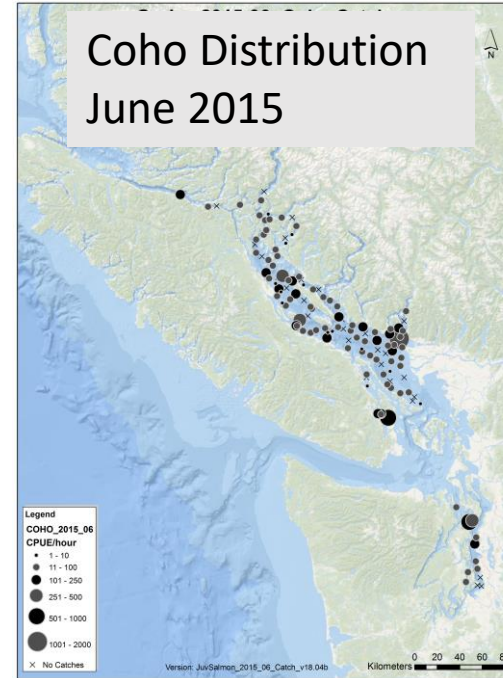 Coho Distribution
June 2015
N
Legend
COHO_2015_06
CPUE/hour
1 - 10
11 - 100
101 - 250
251 - 500
501 - 1000
1001 - 2000
No Catches
Version: JuvSalmon_2015_06_Catch_v18.04b
Kilometers
0 20 40 60